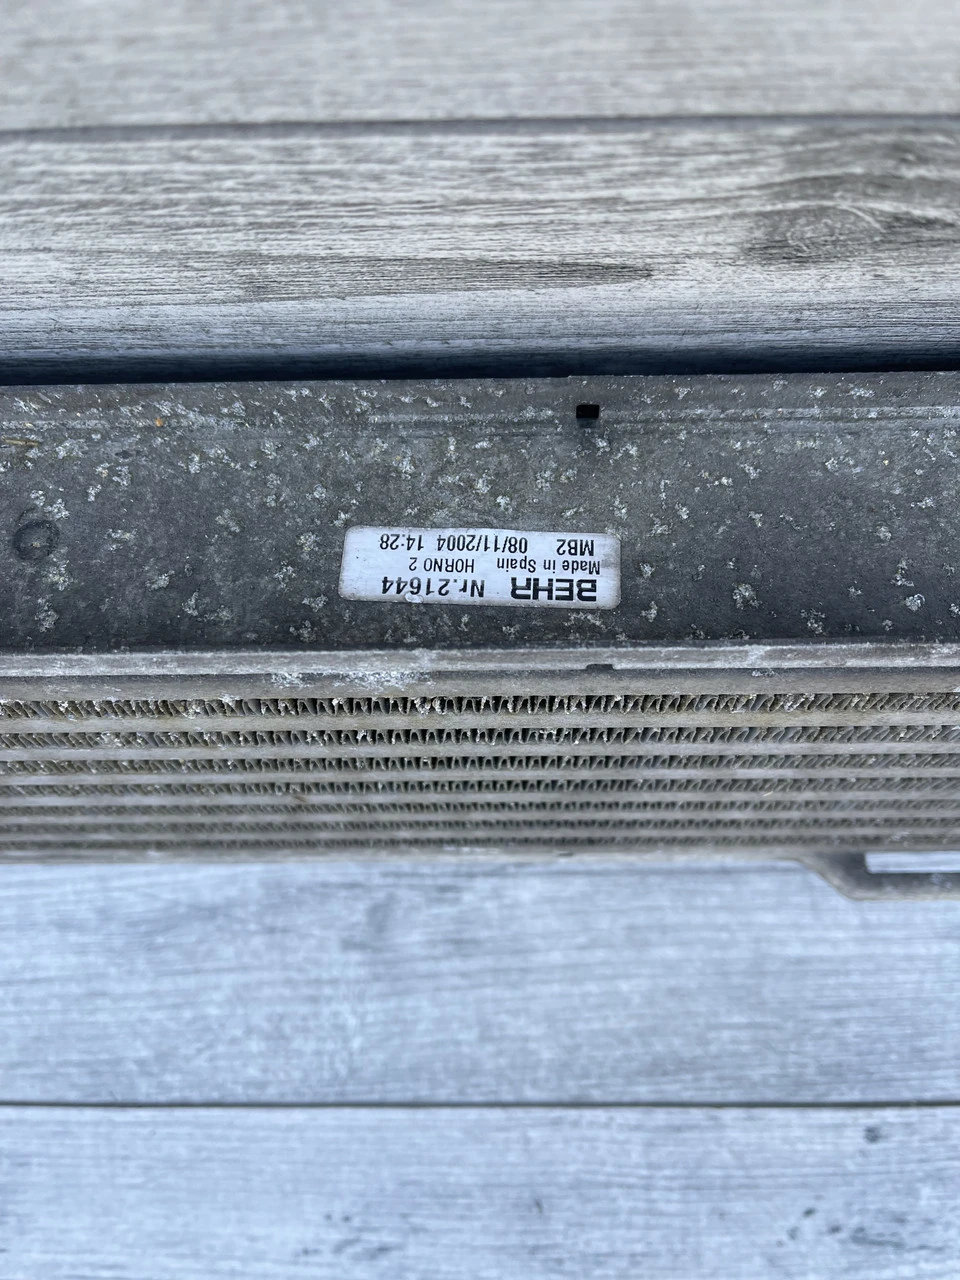 BEHR Nr.21644
Made in Spain HORNO 2
MB2 08/11/2004 14:28